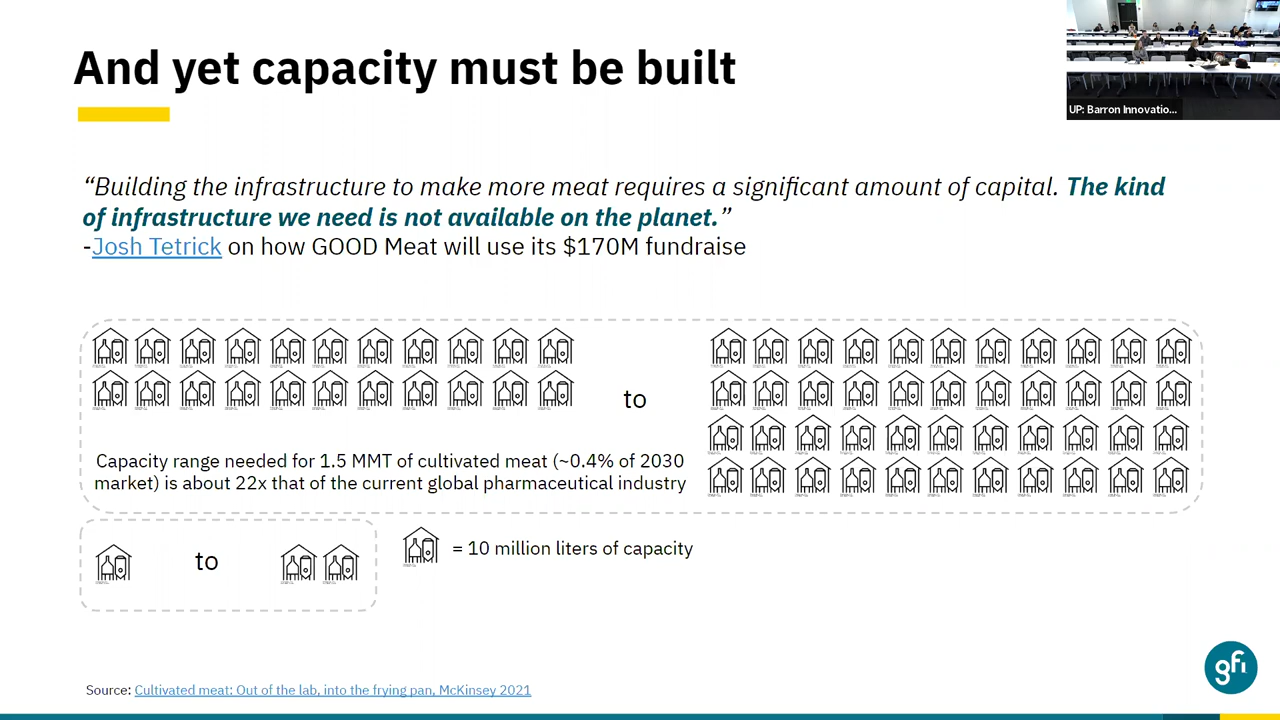 And yet capacity must be built
UP: Barron Innovatio...
“Building the infrastructure to make more meat requires a significant amount of capital. The kind
of infrastructure we need is not available on the planet.”
-Josh Tetrick on how GOOD Meat will use its $170M fundraise
to
Capacity range needed for 1.5 MMT of cultivated meat (~0.4% of 2030
market) is about 22x that of the current global pharmaceutical industry
to
= 10 million liters of capacity
gfi
Source: Cultivated meat: Out of the lab, into the frying pan, McKinsey 2021